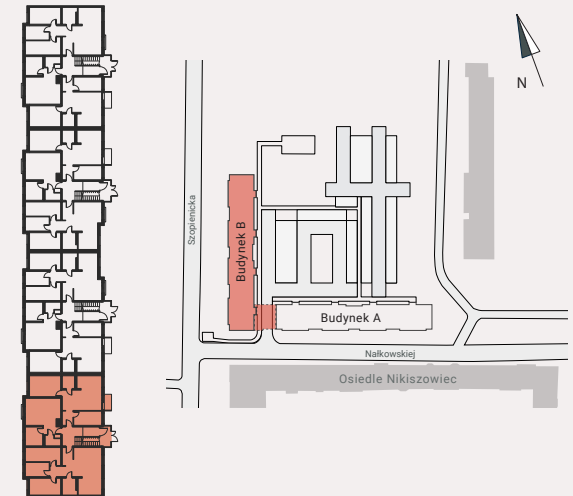 N
Szopienicka
Budynek B
Budynek A
Nałkowskiej
Osiedle Nikiszowiec